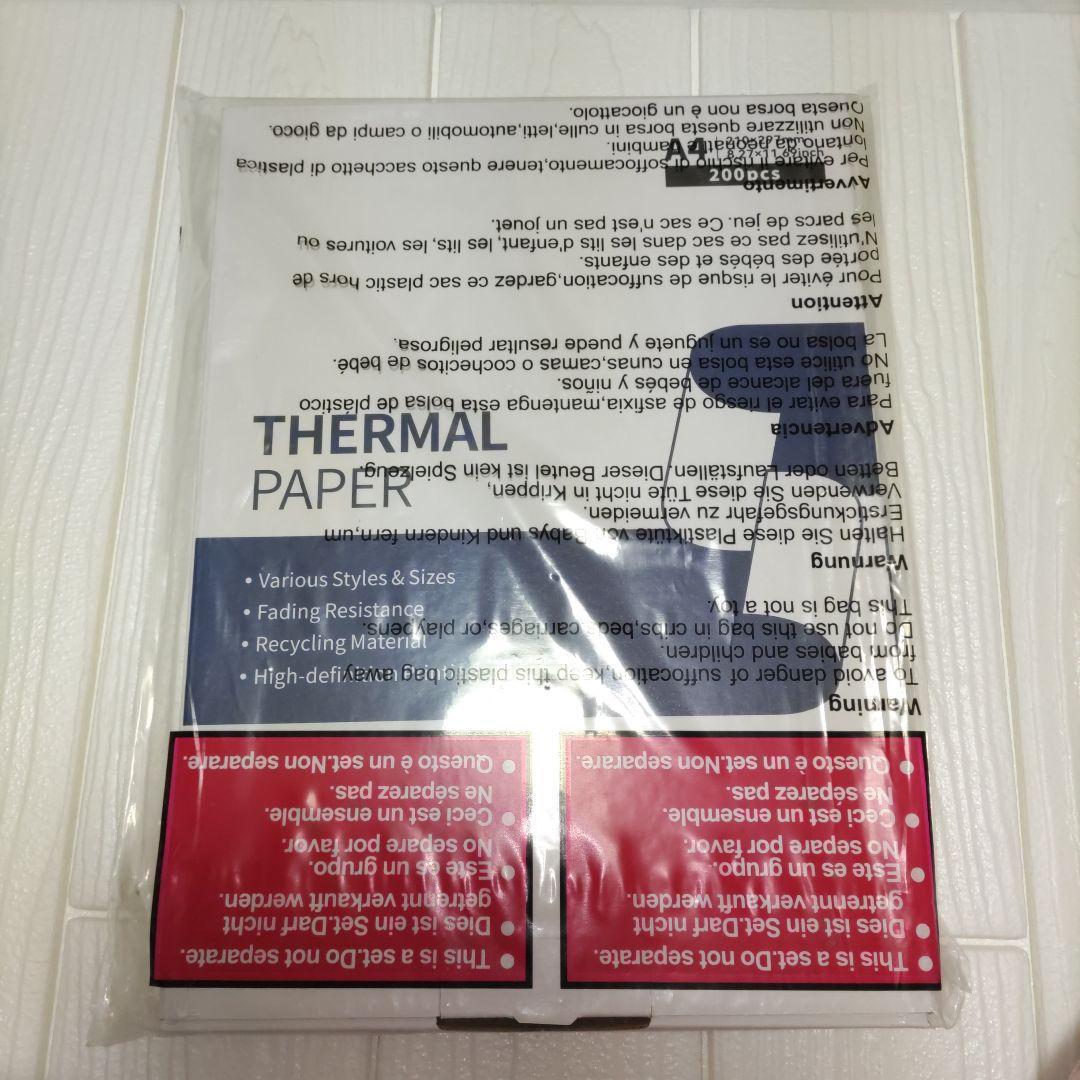 A4
210×297mm
8.27×11.69inch
200pcs
THERMAL
PAPER
• Various Styles & Sizes
• Fading Resistance
• Recycling Material
• High-definition
Warning
To avoid danger of suffocation,keep this plastic bag away
from babies and children.
Do not use this bag in cribs,beds,carriages,or playpens.
This bag is not a toy.
Warnung
Halten Sie diese Plastiktüte von Babys und Kindern fern,um
Erstickungsgefahr zu vermeiden.
Verwenden Sie diese Tüte nicht in Krippen,
Betten oder Laufställen.Dieser Beutel ist kein Spielzeug.
Advertencia
Para evitar el riesgo de asfixia,mantenga esta bolsa de plástico
fuera del alcance de bebés y niños.
No utilice esta bolsa en cunas,camas o cochecitos de bebé.
La bolsa no es un juguete y puede resultar peligrosa.
Attention
Pour éviter le risque de suffocation,gardez ce sac plastic hors de
portée des bébés et des enfants.
N'utilisez pas ce sac dans les lits d'enfant, les lits, les voitures ou
les parcs de jeu. Ce sac n'est pas un jouet.
Avvertimento
Per evitare il rischio di soffocamento,tenere questo sacchetto di plastica
lontano da neonati e bambini.
Non utilizzare questa borsa in culle,letti,automobili o campi da gioco.
Questa borsa non è un giocattolo.
● This is a set.Do not separate.
● Dies ist ein Set.Darf nicht
getrennt verkauft werden.
● Este es un grupo.
No separe por favor.
● Ceci est un ensemble.
Ne séparez pas.
● Questo è un set.Non separare.
● This is a set.Do not separate.
● Dies ist ein Set.Darf nicht
getrennt verkauft werden.
● Este es un grupo.
No separe por favor.
● Ceci est un ensemble.
Ne séparez pas.
● Questo è un set.Non separare.